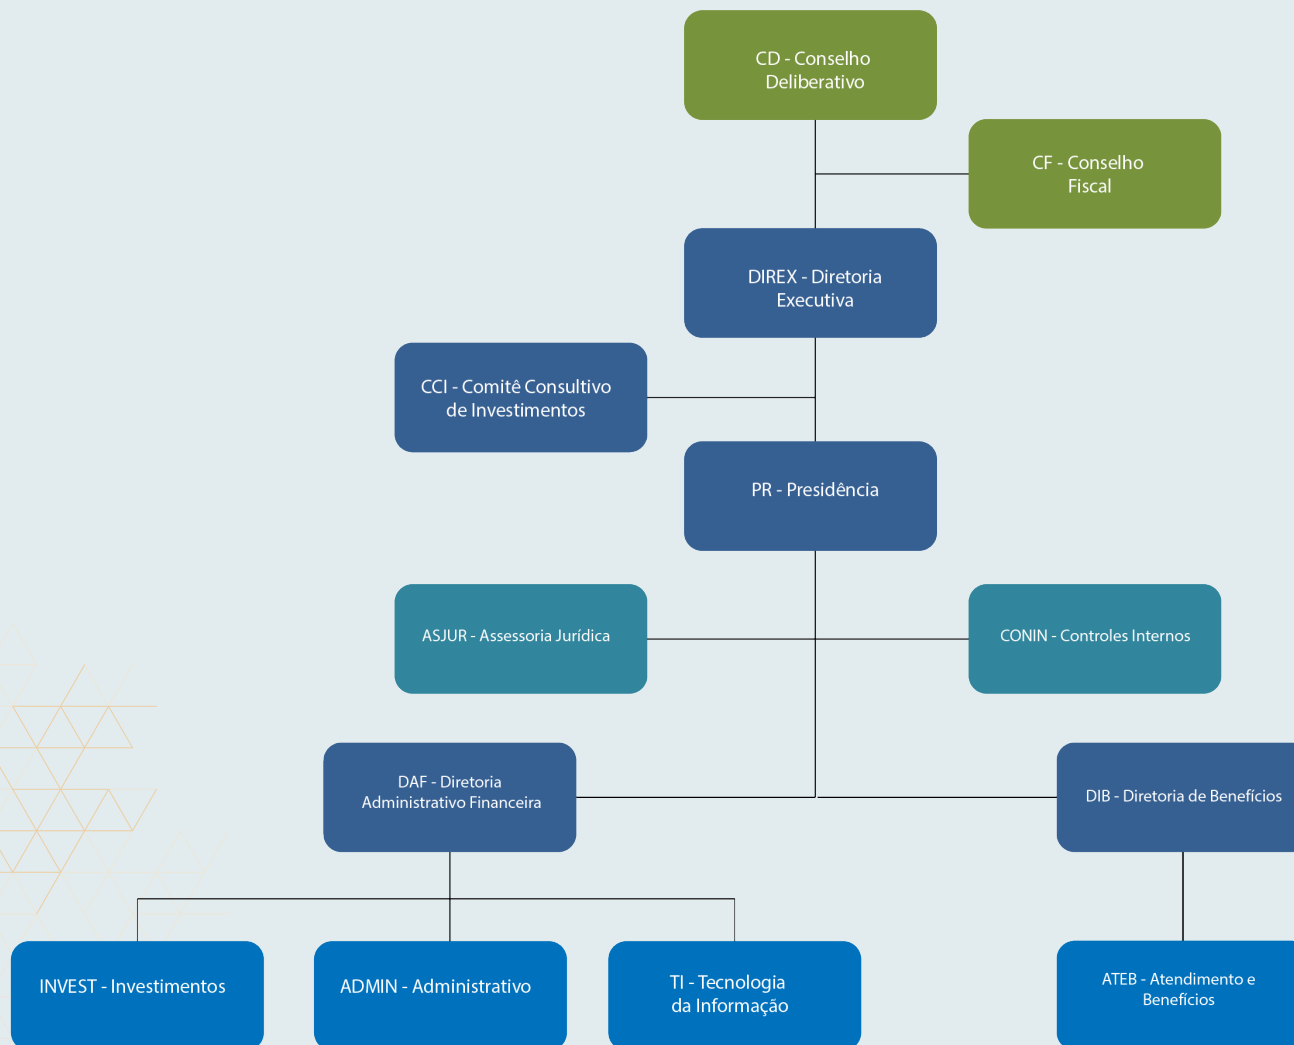 CD - Conselho
Deliberativo
CF - Conselho
Fiscal
DIREX - Diretoria
Executiva
CCI - Comitê Consultivo
de Investimentos
PR - Presidência
ASJUR - Assessoria Jurídica
CONIN - Controles Internos
DAF - Diretoria
Administrativo Financeira
DIB - Diretoria de Benefícios
INVEST - Investimentos
ADMIN - Administrativo
TI - Tecnologia
da Informação
ATEB - Atendimento e
Benefícios